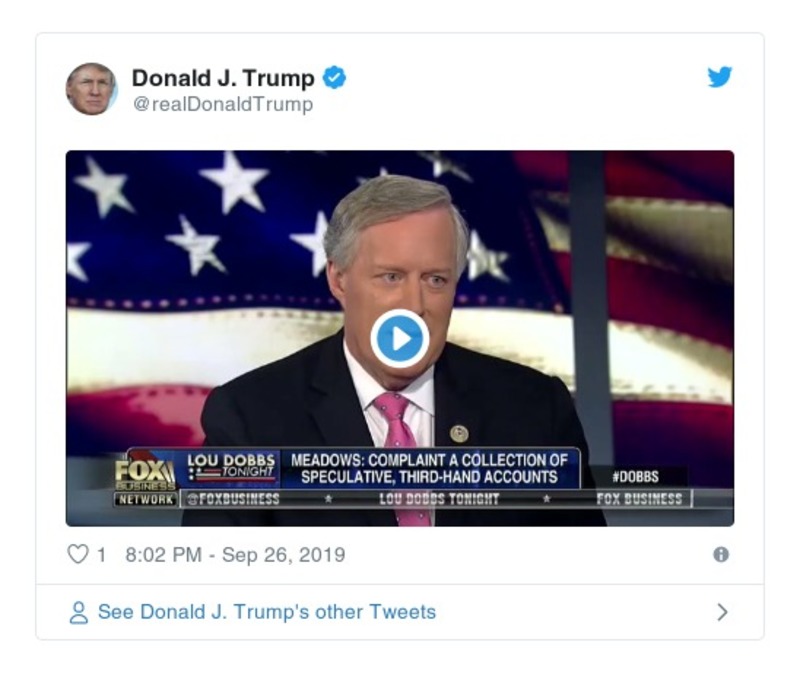 Donald J. Trump
@realDonaldTrump
FOX
BUSINESS
NETWORK
LOU DOBBS
TONIGHT
MEADOWS: COMPLAINT A COLLECTION OF
SPECULATIVE, THIRD-HAND ACCOUNTS
#DOBBS
@FOXBUSINESS LOU DOBBS TONIGHT FOX BUSINESS
1 8:02 PM - Sep 26, 2019
See Donald J. Trump's other Tweets